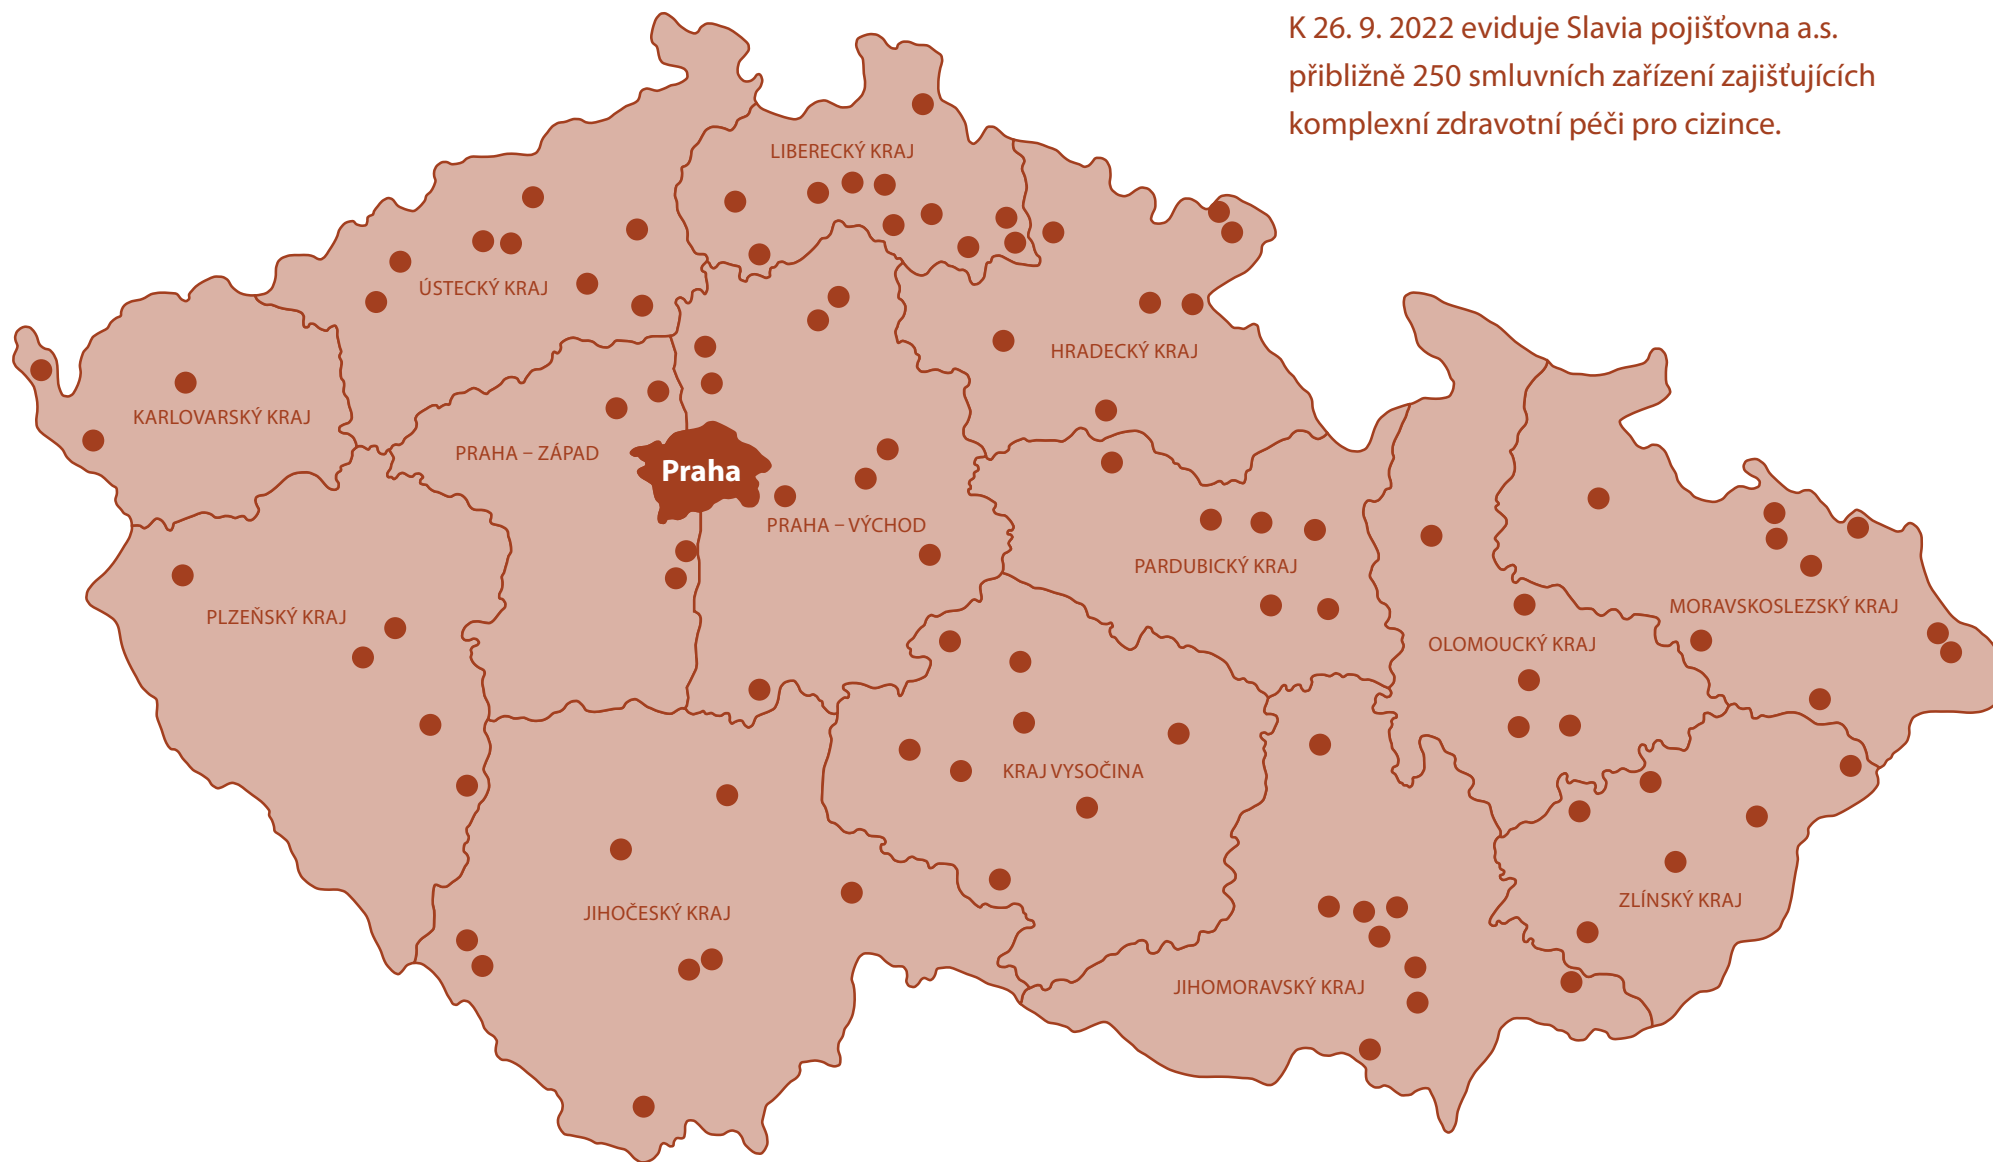 K 26. 9. 2022 eviduje Slavia pojišťovna a.s.
přibližně 250 smluvních zařízení zajišťujících
komplexní zdravotní péči pro cizince.
LIBERECKÝ KRAJ
ÚSTECKÝ KRAJ
HRADECKÝ KRAJ
KARLOVARSKÝ KRAJ
PRAHA – ZÁPAD
Praha
PRAHA – VÝCHOD
PARDUBICKÝ KRAJ
MORAVSKOSLEZSKÝ KRAJ
PLZEŇSKÝ KRAJ
OLOMOUCKÝ KRAJ
KRAJ VYSOČINA
ZLÍNSKÝ KRAJ
JIHOČESKÝ KRAJ
JIHOMORAVSKÝ KRAJ